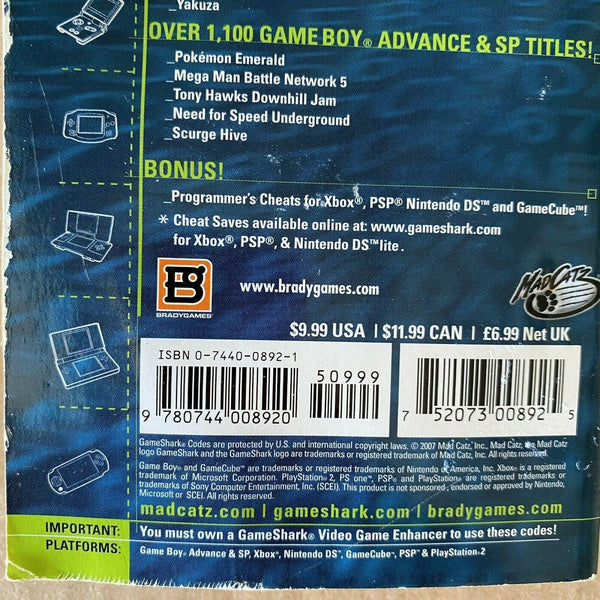 _Yakuza
OVER 1,100 GAME BOY® ADVANCE & SP TITLES!
_Pokémon Emerald
_Mega Man Battle Network 5
_Tony Hawks Downhill Jam
_Need for Speed Underground
_Scurge Hive
BONUS!
_Programmer's Cheats for Xbox®, PSP® Nintendo DS™ and GameCube™!
* Cheat Saves available online at: www.gameshark.com
for Xbox®, PSP®, & Nintendo DS™lite.
BRADYGAMES®
www.bradygames.com
MADCATZ
$9.99 USA | $11.99 CAN | £6.99 Net UK
ISBN 0-7440-0892-1
50999
9 780744 008920
7 52073 00892 5
GameShark® Codes are protected by U.S. and international copyright laws. © 2007 Mad Catz, Inc., Mad Catz, the Mad Catz
logo GameShark and the GameShark logo are trademarks or registered trademark of Mad Catz, Inc. All rights reserved.
Game Boy® and GameCube™ are trademarks or registered trademarks of Nintendo of America, Inc. Xbox® is a registered
trademark of Microsoft Corporation. PlayStation® 2, PS one™, PSP® and PlayStation® are trademarks or registered
trademarks of Sony Computer Entertainment, Inc. (SCEI). This product is not sponsored, endorsed or approved by Nintendo,
Microsoft or SCEI. All rights reserved.
madcatz.com | gameshark.com | bradygames.com
IMPORTANT: You must own a GameShark® Video Game Enhancer to use these codes!
PLATFORMS: Game Boy® Advance & SP, Xbox®, Nintendo DS™, GameCube™, PSP™ & PlayStation®2